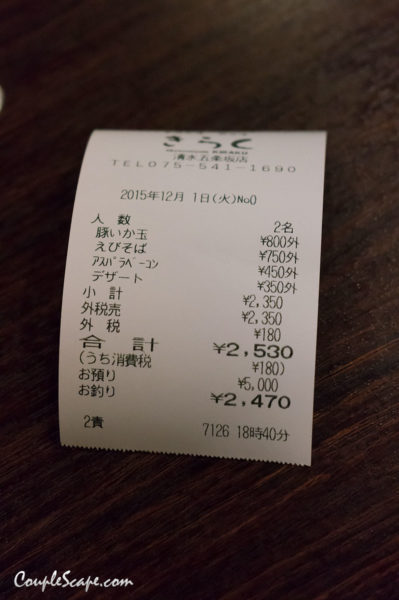 きらく
清水五条坂店
TEL075-541-1690
2015年12月 1日(火)No0
人 数 2名
豚いか玉 ¥800外
えびそば ¥750外
アスパラベーコン ¥450外
デザート ¥350外
小 計 ¥2,350
外税売 ¥2,350
外 税 ¥180
合 計 ¥2,530
(うち消費税 ¥180)
お預り ¥5,000
お釣り ¥2,470
2責 7126 18時40分
CoupleScape.com